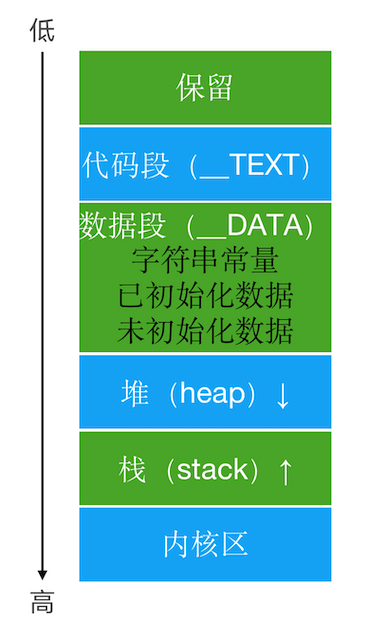 低
保留
代码段（__TEXT）
数据段（__DATA）
字符串常量
已初始化数据
未初始化数据
堆（heap）↓
栈（stack）↑
内核区
高